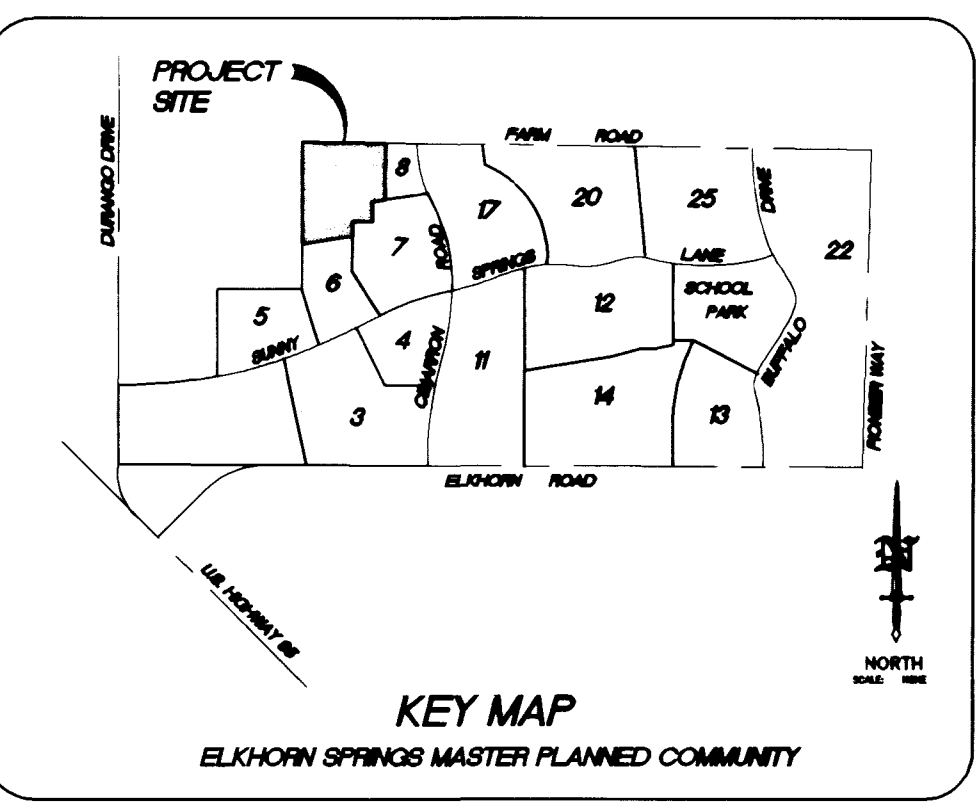 PROJECT
SITE
DURANGO DRIVE
FARM ROAD
8
17
20
25
DRIVE
22
7
ROAD
SPRINGS
LANE
6
SCHOOL
PARK
5
SUNNY
4
CIMARRON
11
12
BUFFALO
PIONEER WAY
3
14
13
ELKHORN ROAD
U.S. HIGHWAY 95
NORTH
SCALE: NONE
KEY MAP
ELKHORN SPRINGS MASTER PLANNED COMMUNITY